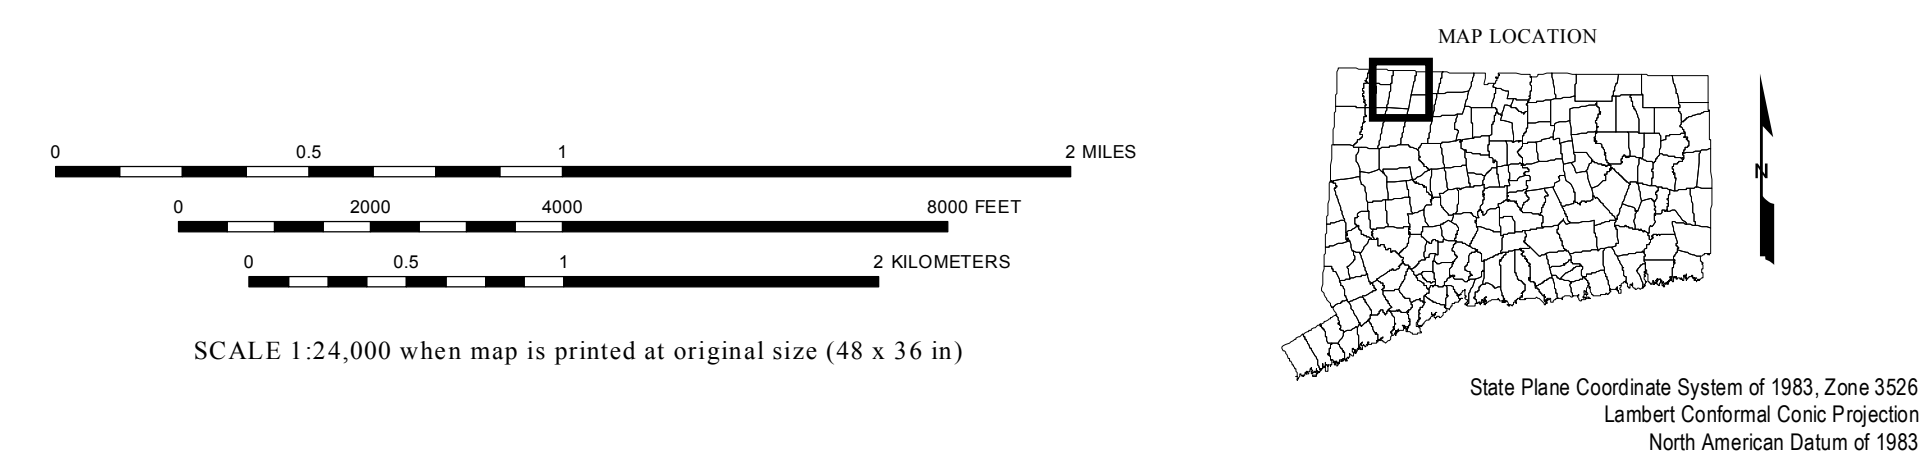 MAP LOCATION
0 0.5 1 2 MILES
0 2000 4000 8000 FEET
0 0.5 1 2 KILOMETERS
SCALE 1:24,000 when map is printed at original size (48 x 36 in)
N
State Plane Coordinate System of 1983, Zone 3526
Lambert Conformal Conic Projection
North American Datum of 1983